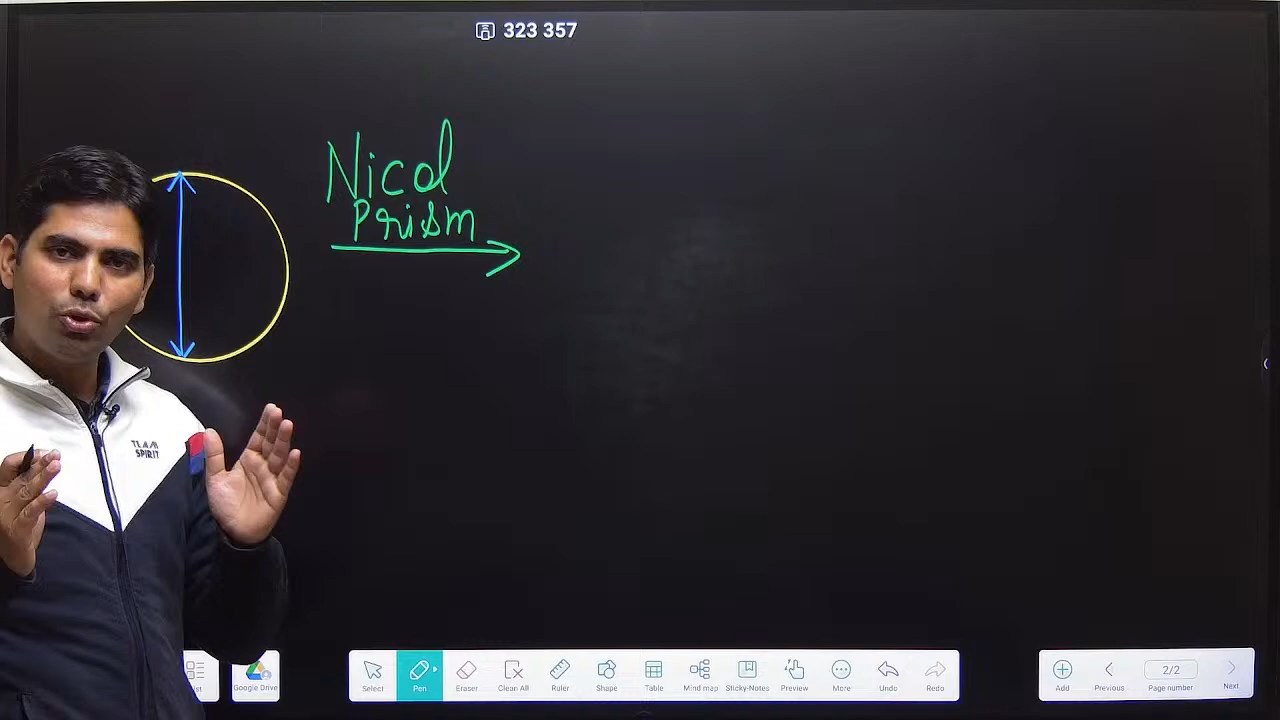 323 357
Nicol
Prism
TEAM
SPIRIT
Google Drive
Select
Pen
Eraser
Clean All
Ruler
Shape
Table
Mind map
Sticky-Notes
Preview
More
Undo
Redo
Add
Previous
2/2
Page number
Next